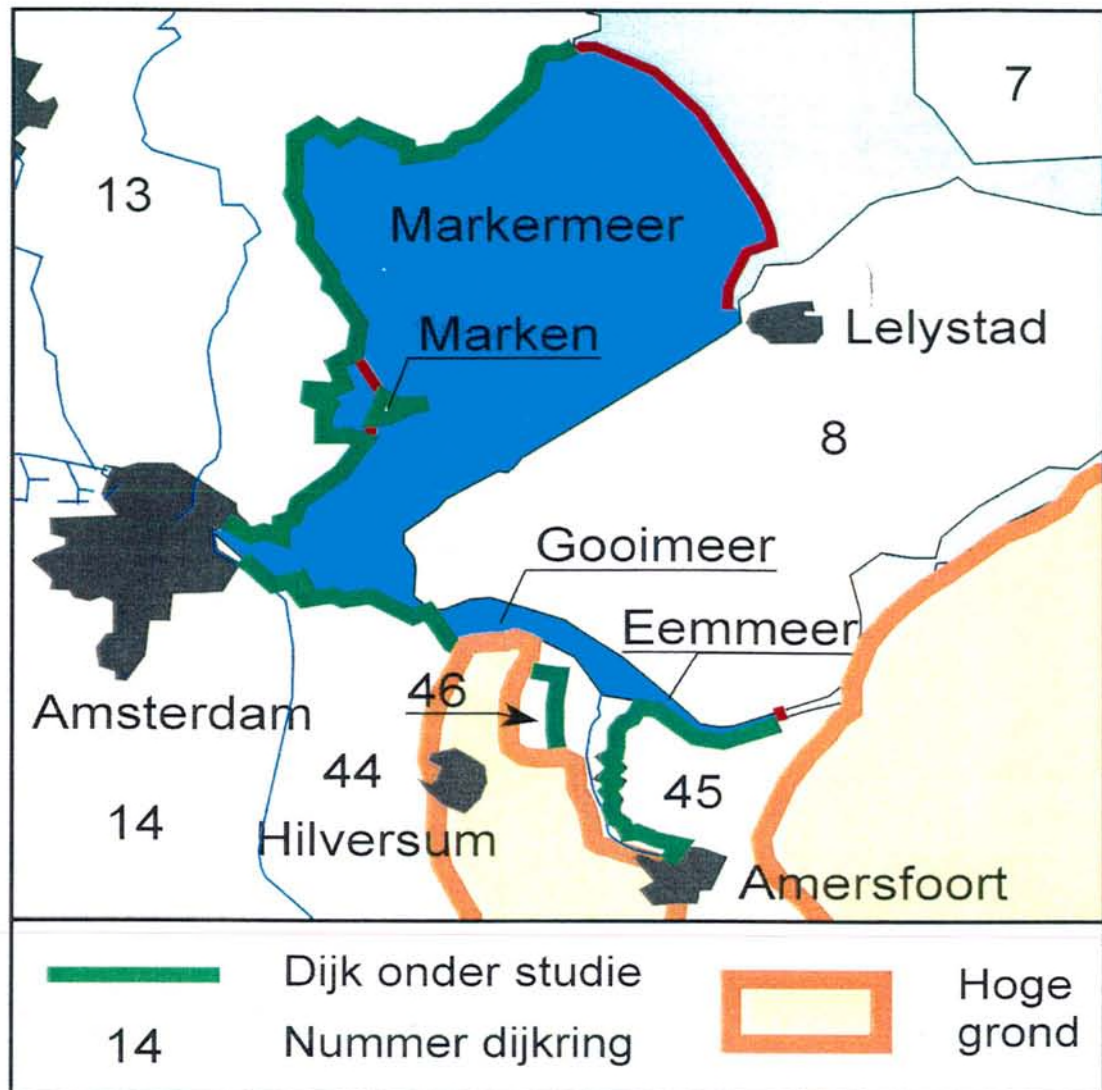 7
13
Markermeer
Marken
Lelystad
8
Gooimeer
Eemmeer
46
Amsterdam
44
45
14
Hilversum
Amersfoort
Dijk onder studie
Hoge
grond
14
Nummer dijkring